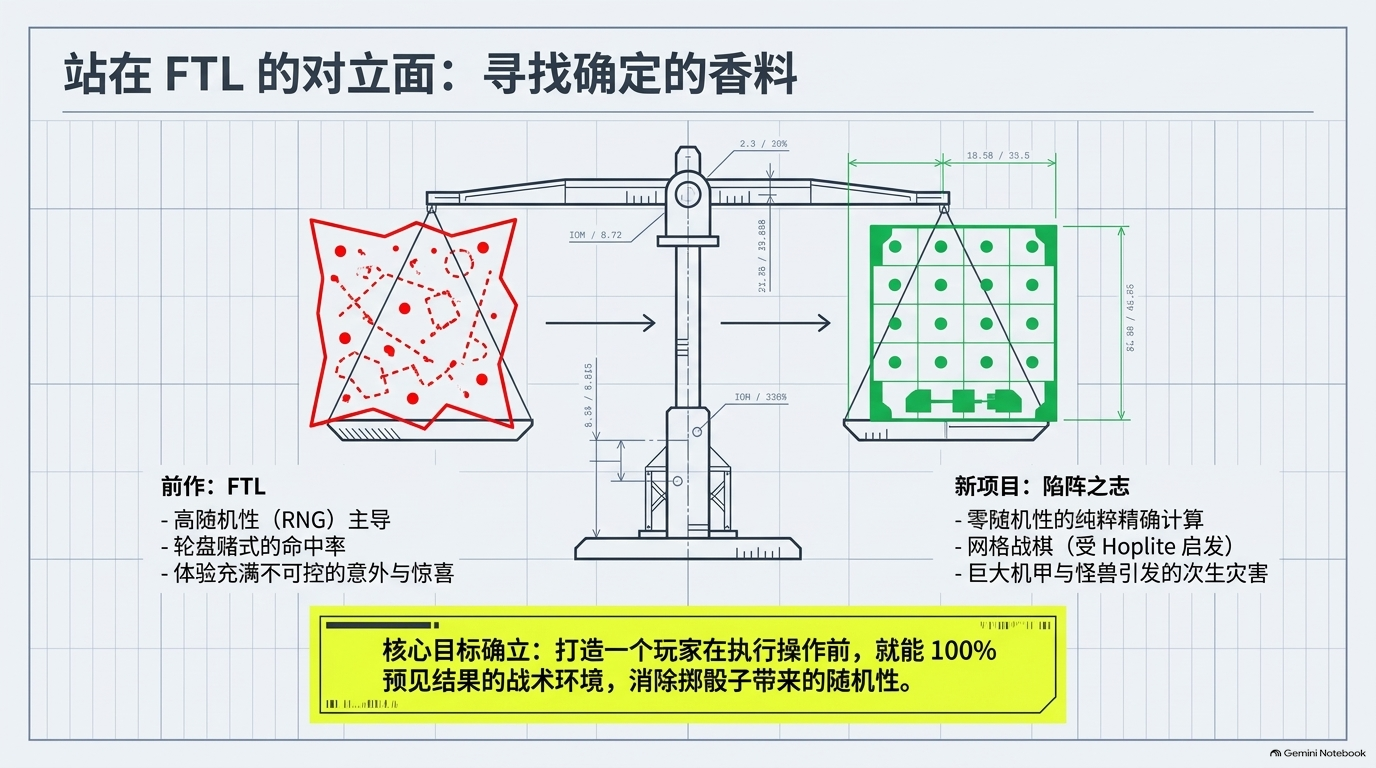 站在 FTL 的对立面：寻找确定的香料
2.3 / 20%
18.58 / 33.5
IOM / 8.72
IOH / 336%
前作：FTL
- 高随机性（RNG）主导
- 轮盘赌式的命中率
- 体验充满不可控的意外与惊喜
新项目：陷阵之志
- 零随机性的纯粹精确计算
- 网格战棋（受 Hoplite 启发）
- 巨大机甲与怪兽引发的次生灾害
核心目标确立：打造一个玩家在执行操作前，就能 100%
预见结果的战术环境，消除掷骰子带来的随机性。
Gemini Notebook